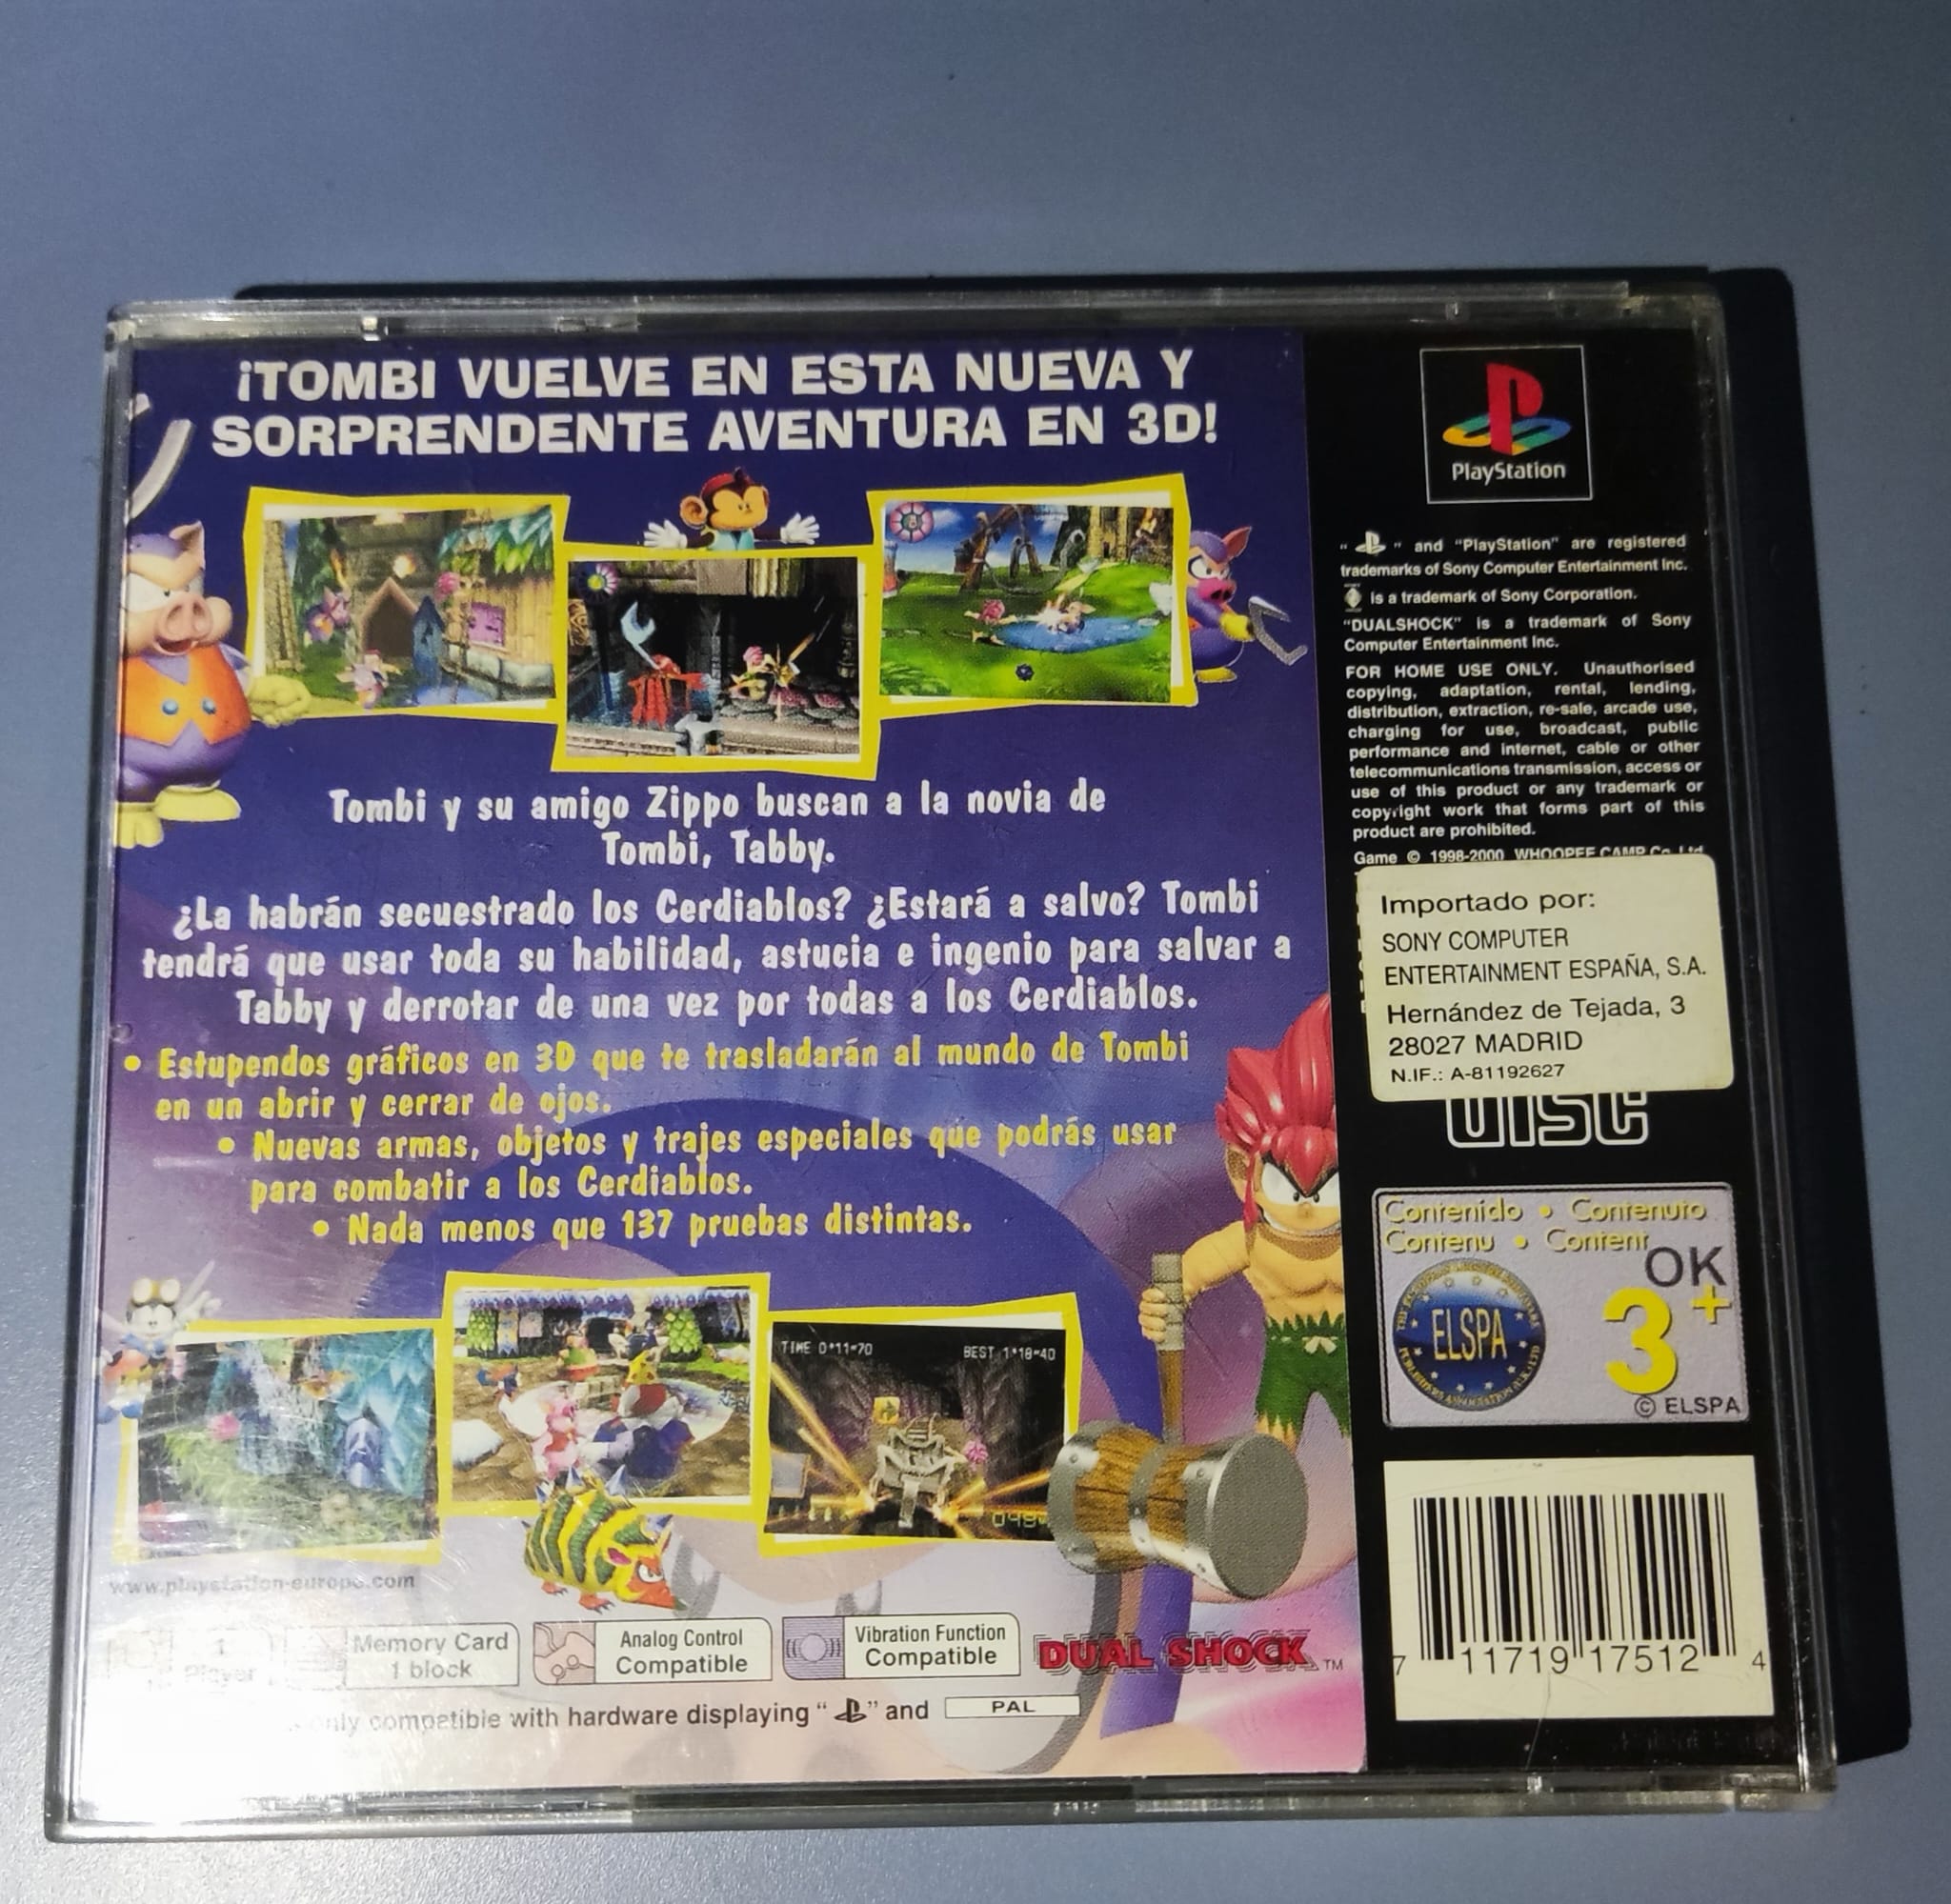 ¡TOMBI VUELVE EN ESTA NUEVA Y
SORPRENDENTE AVENTURA EN 3D!
Tombi y su amigo Zippo buscan a la novia de
Tombi, Tabby.
¿La habrán secuestrado los Cerdiablos? ¿Estará a salvo? Tombi
tendrá que usar toda su habilidad, astucia e ingenio para salvar a
Tabby y derrotar de una vez por todas a los Cerdiablos.
• Estupendos gráficos en 3D que te trasladarán al mundo de Tombi
en un abrir y cerrar de ojos.
• Nuevas armas, objetos y trajes especiales que podrás usar
para combatir a los Cerdiablos.
• Nada menos que 137 pruebas distintas.
TIME 0'11"70
BEST 1'18"40
www.playstation-europe.com
1
Player
Memory Card
1 block
Analog Control
Compatible
Vibration Function
Compatible
DUAL SHOCK™
only compatible with hardware displaying " " and PAL
PlayStation
" " and "PlayStation" are registered
trademarks of Sony Computer Entertainment Inc.
is a trademark of Sony Corporation.
"DUALSHOCK" is a trademark of Sony
Computer Entertainment Inc.
FOR HOME USE ONLY. Unauthorised
copying, adaptation, rental, lending,
distribution, extraction, re-sale, arcade use,
charging for use, broadcast, public
performance and internet, cable or other
telecommunications transmission, access or
use of this product or any trademark or
copyright work that forms part of this
product are prohibited.
Game © 1998-2000 WHOOPEE CAMP Co. Ltd.
Importado por:
SONY COMPUTER
ENTERTAINMENT ESPAÑA, S.A.
Hernández de Tejada, 3
28027 MADRID
N.IF.: A-81192627
DISC
Contenido • Contenuto
Contenu • Content
OK
ELSPA
3+
© ELSPA
7 11719 17512 4